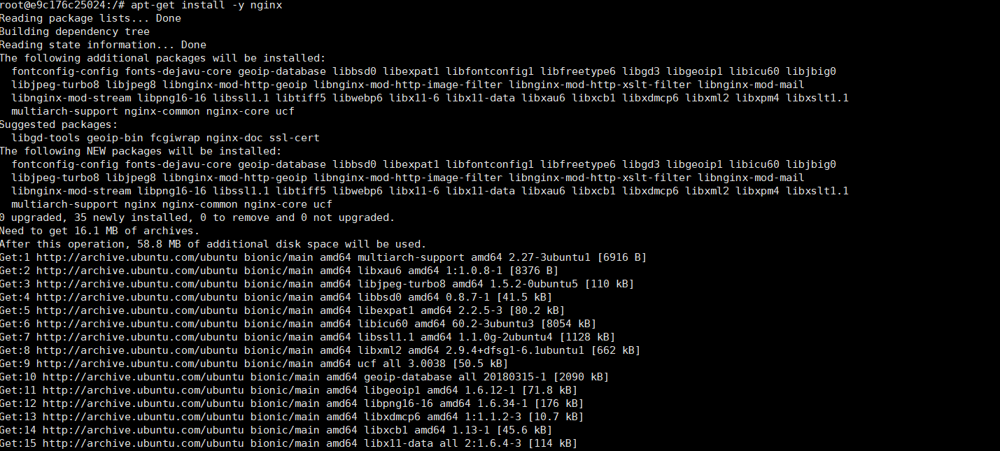 root@e9c176c25024:/# apt-get install -y nginx
Reading package lists... Done
Building dependency tree
Reading state information... Done
The following additional packages will be installed:
  fontconfig-config fonts-dejavu-core geoip-database libbsd0 libexpat1 libfontconfig1 libfreetype6 libgd3 libgeoip1 libicu60 libjbig0
  libjpeg-turbo8 libjpeg8 libnginx-mod-http-geoip libnginx-mod-http-image-filter libnginx-mod-http-xslt-filter libnginx-mod-mail
  libnginx-mod-stream libpng16-16 libssl1.1 libtiff5 libwebp6 libx11-6 libx11-data libxau6 libxcb1 libxdmcp6 libxml2 libxpm4 libxslt1.1
  multiarch-support nginx-common nginx-core ucf
Suggested packages:
  libgd-tools geoip-bin fcgiwrap nginx-doc ssl-cert
The following NEW packages will be installed:
  fontconfig-config fonts-dejavu-core geoip-database libbsd0 libexpat1 libfontconfig1 libfreetype6 libgd3 libgeoip1 libicu60 libjbig0
  libjpeg-turbo8 libjpeg8 libnginx-mod-http-geoip libnginx-mod-http-image-filter libnginx-mod-http-xslt-filter libnginx-mod-mail
  libnginx-mod-stream libpng16-16 libssl1.1 libtiff5 libwebp6 libx11-6 libx11-data libxau6 libxcb1 libxdmcp6 libxml2 libxpm4 libxslt1.1
  multiarch-support nginx nginx-common nginx-core ucf
0 upgraded, 35 newly installed, 0 to remove and 0 not upgraded.
Need to get 16.1 MB of archives.
After this operation, 58.8 MB of additional disk space will be used.
Get:1 http://archive.ubuntu.com/ubuntu bionic/main amd64 multiarch-support amd64 2.27-3ubuntu1 [6916 B]
Get:2 http://archive.ubuntu.com/ubuntu bionic/main amd64 libxau6 amd64 1:1.0.8-1 [8376 B]
Get:3 http://archive.ubuntu.com/ubuntu bionic/main amd64 libjpeg-turbo8 amd64 1.5.2-0ubuntu5 [110 kB]
Get:4 http://archive.ubuntu.com/ubuntu bionic/main amd64 libbsd0 amd64 0.8.7-1 [41.5 kB]
Get:5 http://archive.ubuntu.com/ubuntu bionic/main amd64 libexpat1 amd64 2.2.5-3 [80.2 kB]
Get:6 http://archive.ubuntu.com/ubuntu bionic/main amd64 libicu60 amd64 60.2-3ubuntu3 [8054 kB]
Get:7 http://archive.ubuntu.com/ubuntu bionic/main amd64 libssl1.1 amd64 1.1.0g-2ubuntu4 [1128 kB]
Get:8 http://archive.ubuntu.com/ubuntu bionic/main amd64 libxml2 amd64 2.9.4+dfsg1-6.1ubuntu1 [662 kB]
Get:9 http://archive.ubuntu.com/ubuntu bionic/main amd64 ucf all 3.0038 [50.5 kB]
Get:10 http://archive.ubuntu.com/ubuntu bionic/main amd64 geoip-database all 20180315-1 [2090 kB]
Get:11 http://archive.ubuntu.com/ubuntu bionic/main amd64 libgeoip1 amd64 1.6.12-1 [71.8 kB]
Get:12 http://archive.ubuntu.com/ubuntu bionic/main amd64 libpng16-16 amd64 1.6.34-1 [176 kB]
Get:13 http://archive.ubuntu.com/ubuntu bionic/main amd64 libxdmcp6 amd64 1:1.1.2-3 [10.7 kB]
Get:14 http://archive.ubuntu.com/ubuntu bionic/main amd64 libxcb1 amd64 1.13-1 [45.6 kB]
Get:15 http://archive.ubuntu.com/ubuntu bionic/main amd64 libx11-data all 2:1.6.4-3 [114 kB]